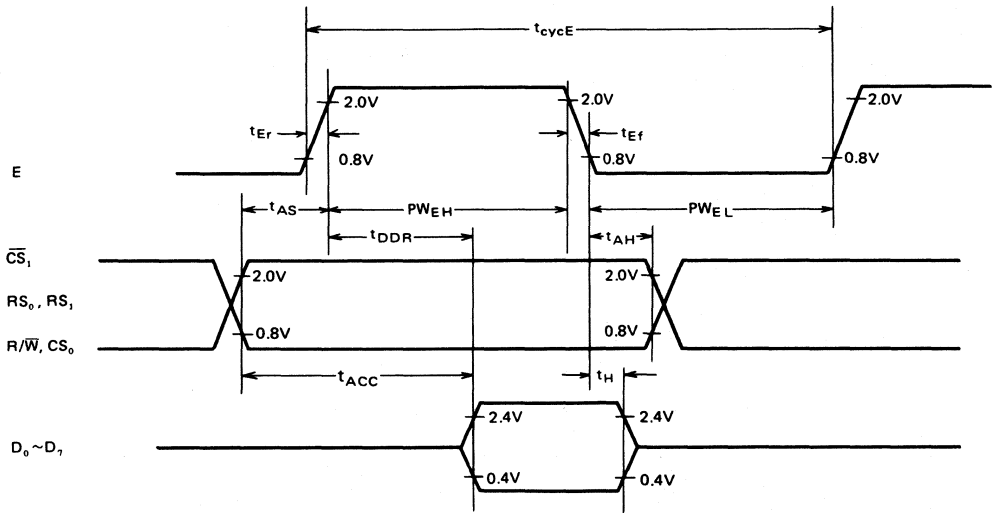 tcycE
2.0V
2.0V
2.0V
tEr
tEf
0.8V
0.8V
0.8V
E
tAS
PWEH
PWEL
tDDR
tAH
CS₁
2.0V
2.0V
RS₀, RS₁
0.8V
0.8V
R/W, CS₀
tACC
tH
2.4V
2.4V
D₀~D₇
0.4V
0.4V